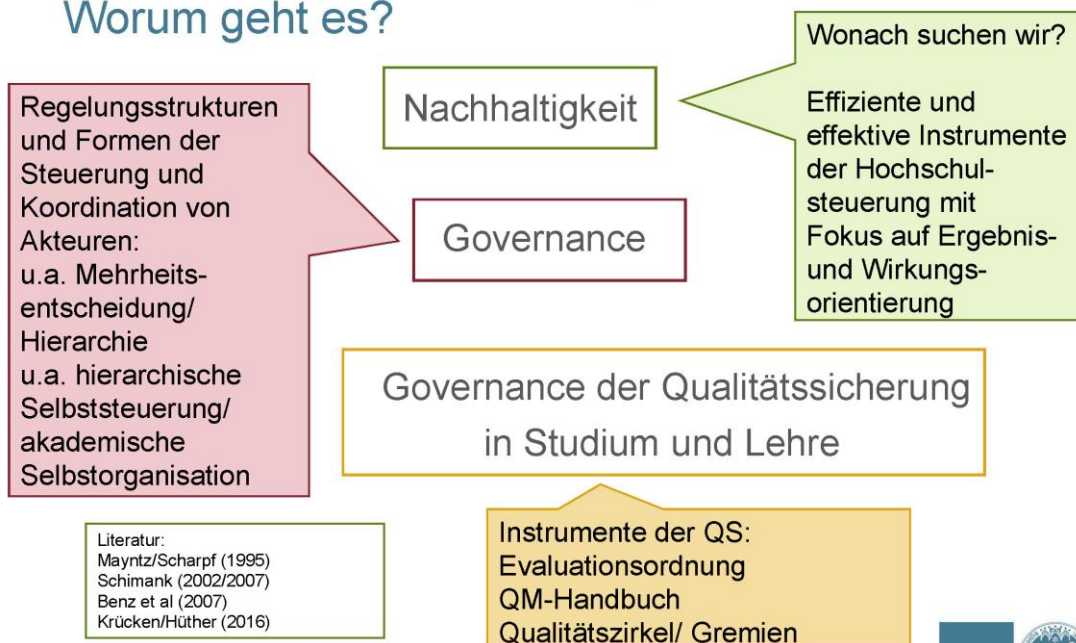 Worum geht es?
Regelungsstrukturen
und Formen der
Steuerung und
Koordination von
Akteuren:
u.a. Mehrheits-
entscheidung/
Hierarchie
u.a. hierarchische
Selbststeuerung/
akademische
Selbstorganisation
Nachhaltigkeit
Wonach suchen wir?
Effiziente und
effektive Instrumente
der Hochschul-
steuerung mit
Fokus auf Ergebnis-
und Wirkungs-
orientierung
Governance
Governance der Qualitätssicherung
in Studium und Lehre
Instrumente der QS:
Evaluationsordnung
QM-Handbuch
Qualitätszirkel/ Gremien
Literatur:
Mayntz/Scharpf (1995)
Schimank (2002/2007)
Benz et al (2007)
Krücken/Hüther (2016)